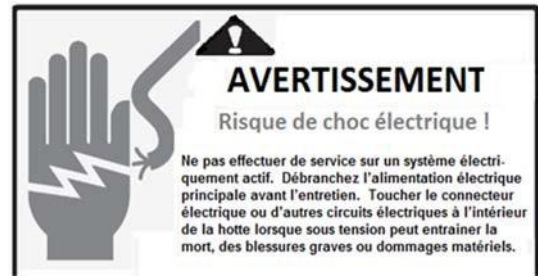 AVERTISSEMENT
Risque de choc électrique !
Ne pas effectuer de service sur un système électri-
quement actif. Débranchez l'alimentation électrique
principale avant l'entretien. Toucher le connecteur
électrique ou d'autres circuits électriques à l'intérieur
de la hotte lorsque sous tension peut entrainer la
mort, des blessures graves ou dommages matériels.